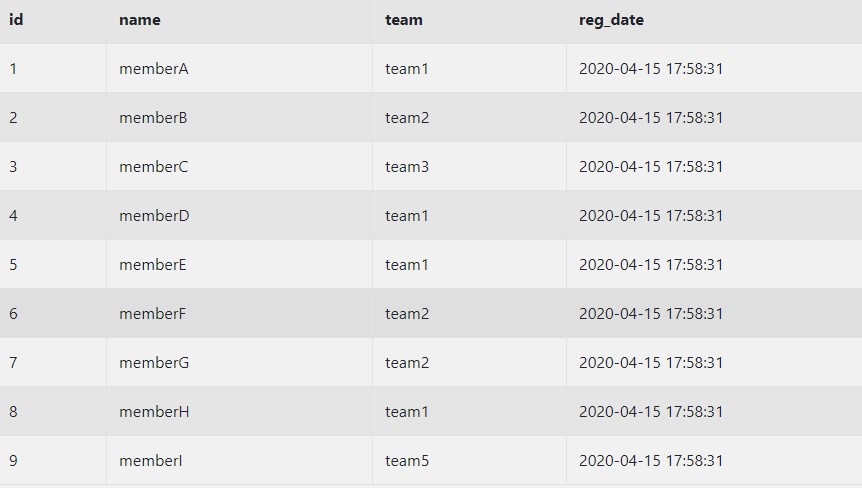 id name team reg_date
1 memberA team1 2020-04-15 17:58:31
2 memberB team2 2020-04-15 17:58:31
3 memberC team3 2020-04-15 17:58:31
4 memberD team1 2020-04-15 17:58:31
5 memberE team1 2020-04-15 17:58:31
6 memberF team2 2020-04-15 17:58:31
7 memberG team2 2020-04-15 17:58:31
8 memberH team1 2020-04-15 17:58:31
9 memberI team5 2020-04-15 17:58:31